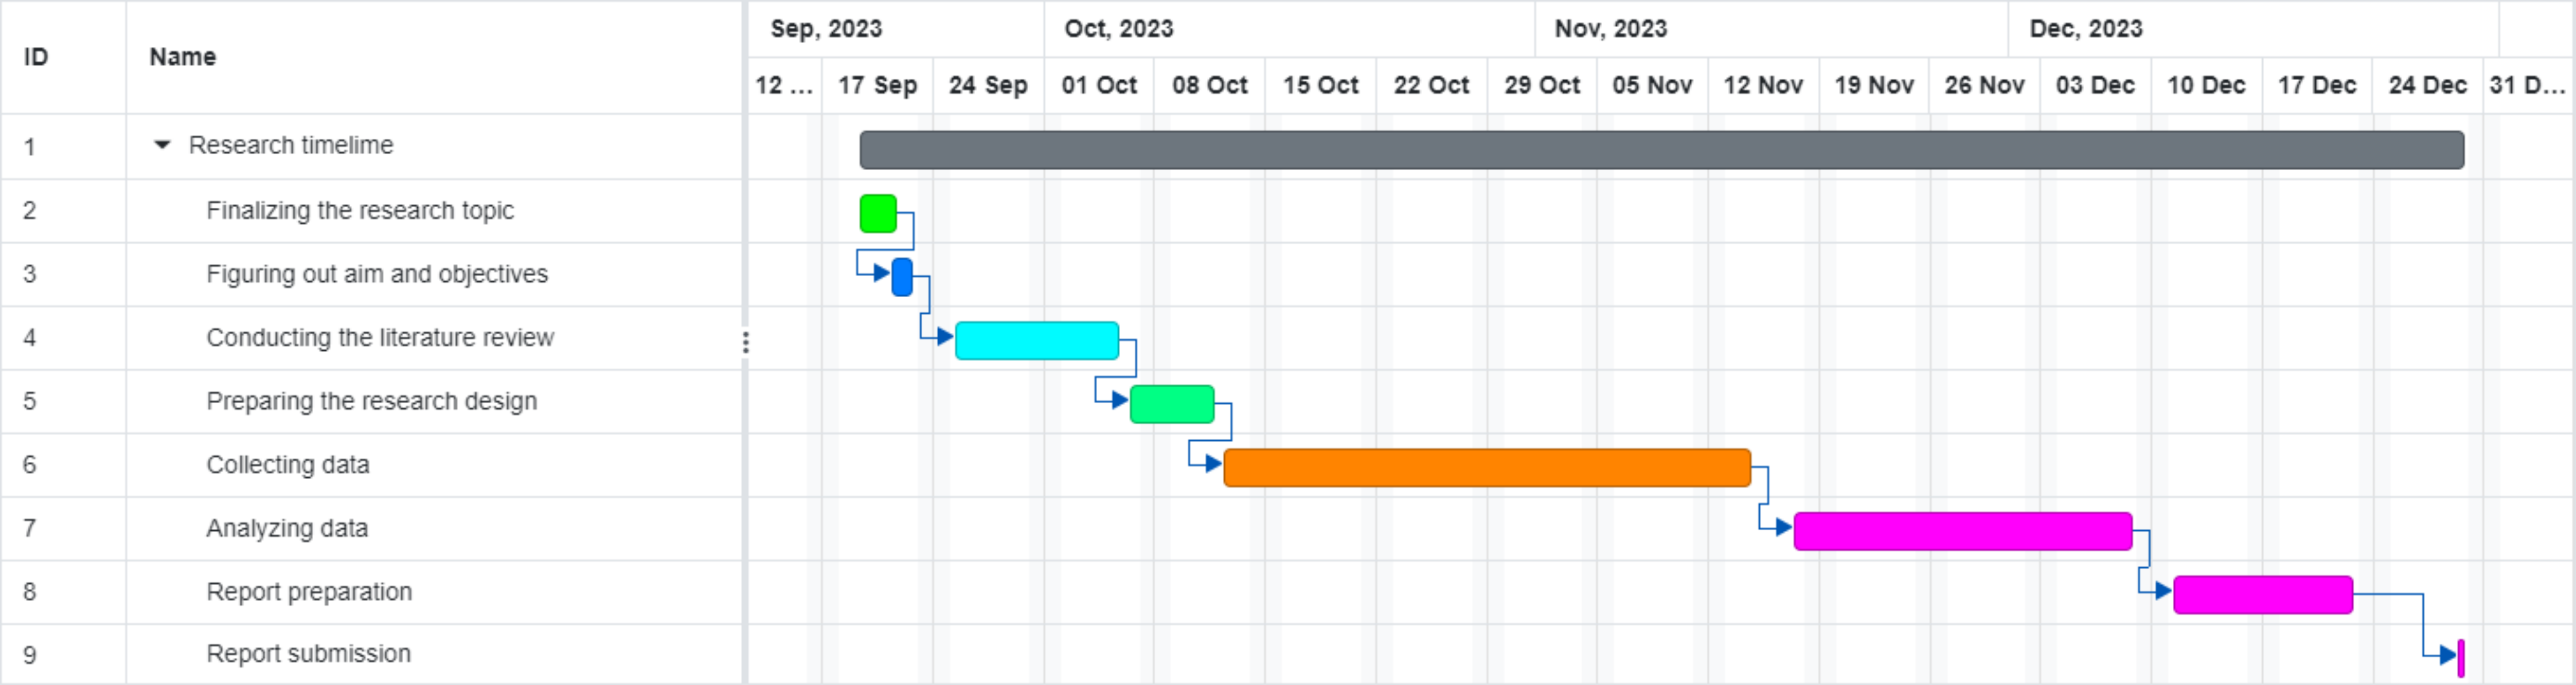 ID Name Sep, 2023 Oct, 2023 Nov, 2023 Dec, 2023
12 ... 17 Sep 24 Sep 01 Oct 08 Oct 15 Oct 22 Oct 29 Oct 05 Nov 12 Nov 19 Nov 26 Nov 03 Dec 10 Dec 17 Dec 24 Dec 31 D...
1 Research timelime
2 Finalizing the research topic
3 Figuring out aim and objectives
4 Conducting the literature review
5 Preparing the research design
6 Collecting data
7 Analyzing data
8 Report preparation
9 Report submission